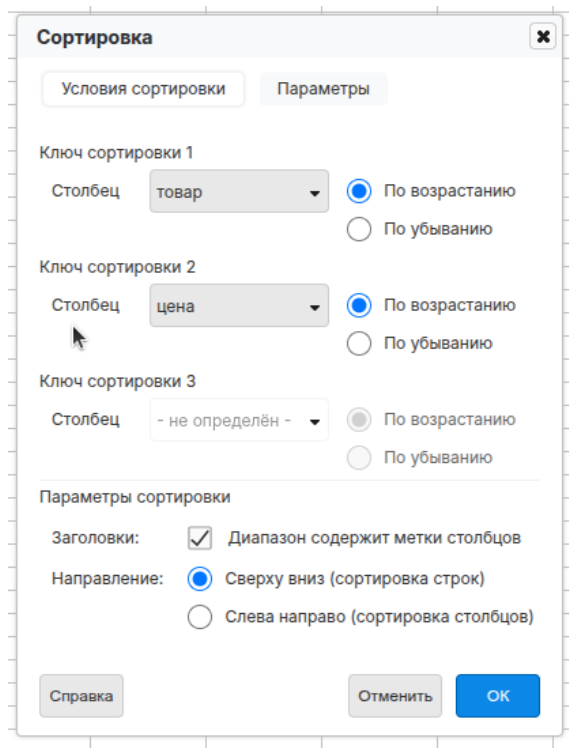 Сортировка
Условия сортировки Параметры
Ключ сортировки 1
Столбец товар По возрастанию
По убыванию
Ключ сортировки 2
Столбец цена По возрастанию
По убыванию
Ключ сортировки 3
Столбец - не определён - По возрастанию
По убыванию
Параметры сортировки
Заголовки: Диапазон содержит метки столбцов
Направление: Сверху вниз (сортировка строк)
Слева направо (сортировка столбцов)
Справка Отменить ОК